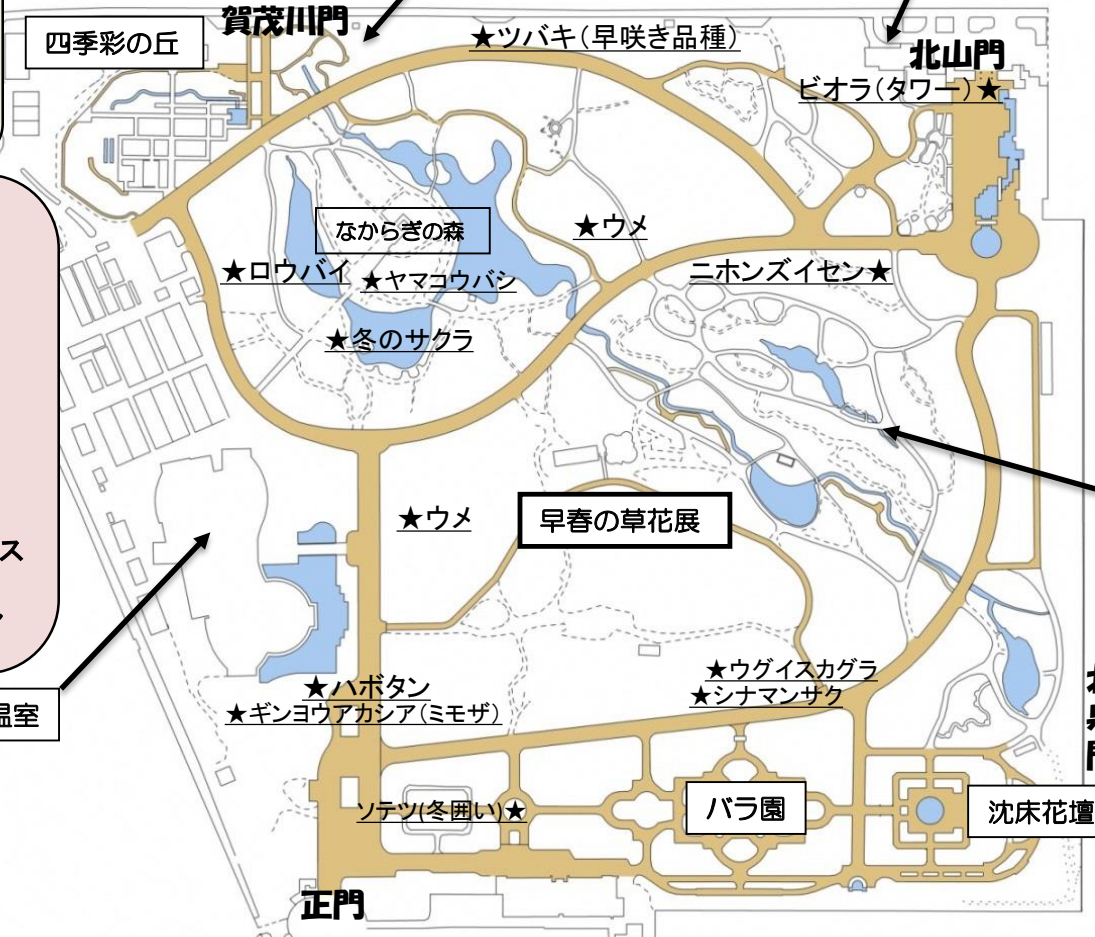 賀茂川門
四季彩の丘
★ツバキ（早咲き品種）
北山門
ビオラ（タワー）★
なからぎの森
★ウメ
★ロウバイ
★ヤマコウバシ
ニホンズイセン★
★冬のサクラ
★ウメ
早春の草花展
ス
温室
★ハボタン
★ギンヨウアカシア（ミモザ）
★ウグイスカグラ
★シナマンサク
ソテツ(冬囲い)★
バラ園
沈床花壇
門
正門